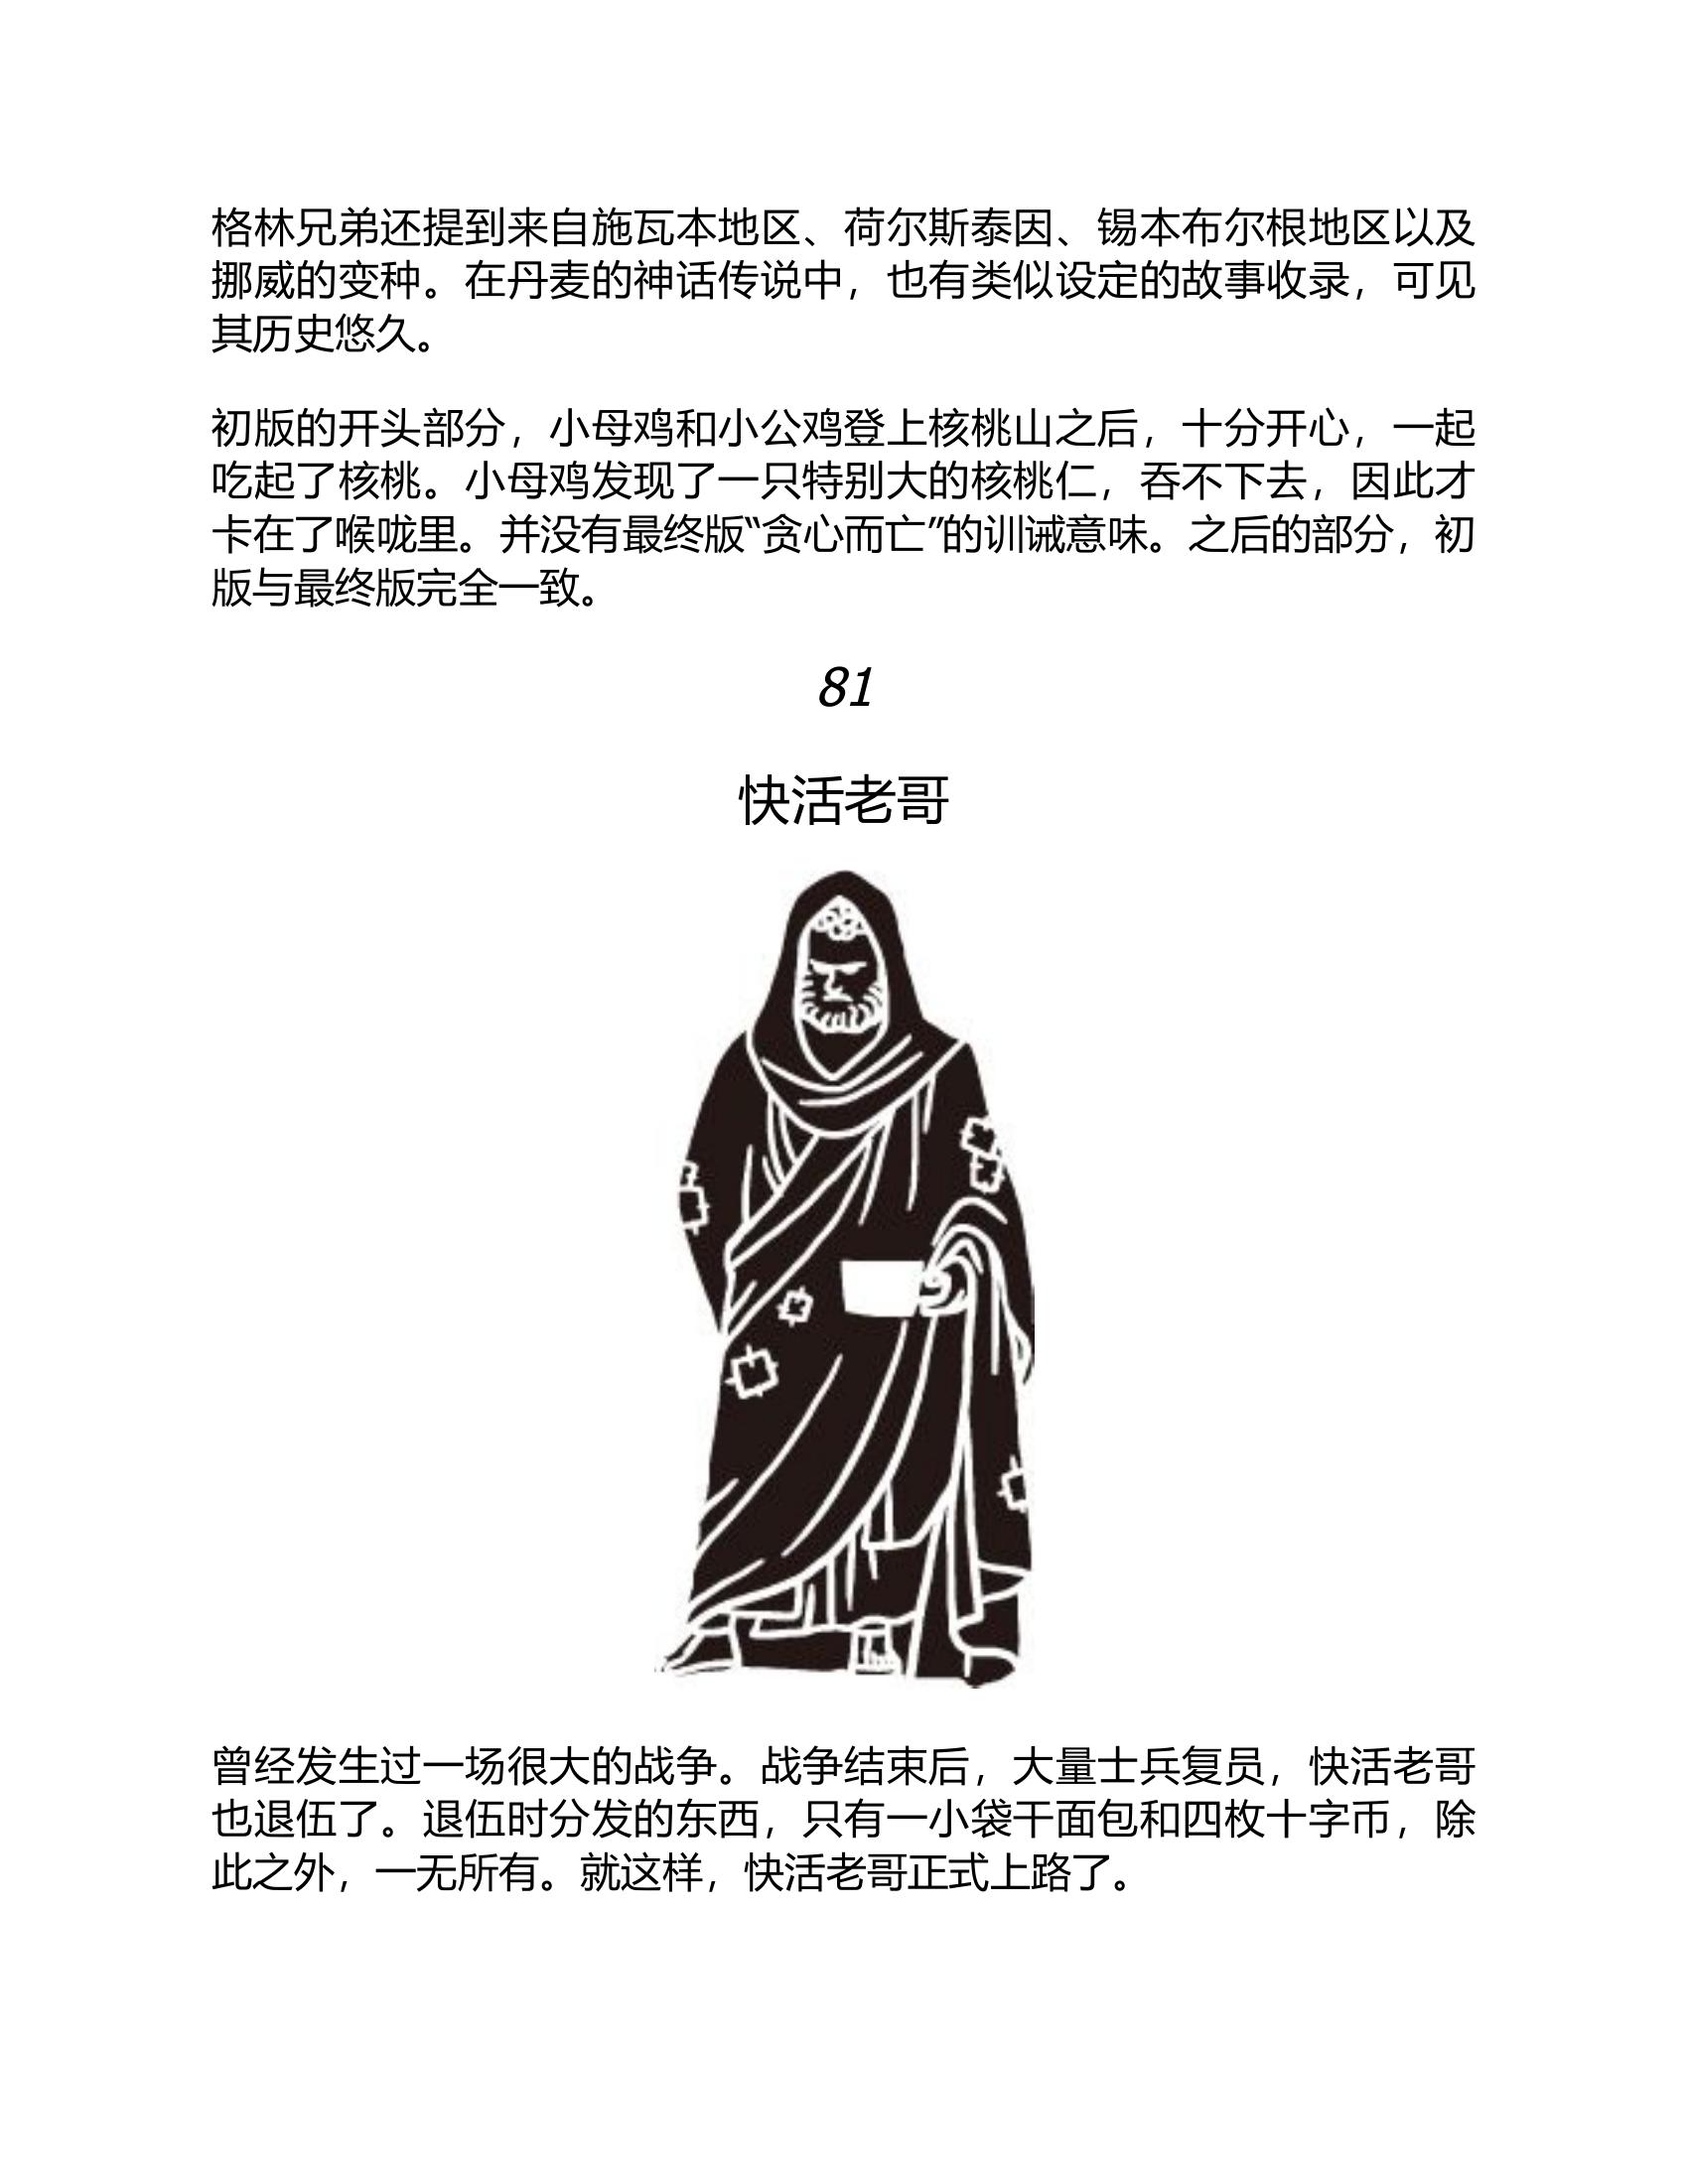 格林兄弟还提到来自施瓦本地区、荷尔斯泰因、锡本布尔根地区以及
挪威的变种。在丹麦的神话传说中，也有类似设定的故事收录，可见
其历史悠久。
初版的开头部分，小母鸡和小公鸡登上核桃山之后，十分开心，一起
吃起了核桃。小母鸡发现了一只特别大的核桃仁，吞不下去，因此才
卡在了喉咙里。并没有最终版“贪心而亡”的训诫意味。之后的部分，初
版与最终版完全一致。
81
快活老哥
曾经发生过一场很大的战争。战争结束后，大量士兵复员，快活老哥
也退伍了。退伍时分发的东西，只有一小袋干面包和四枚十字币，除
此之外，一无所有。就这样，快活老哥正式上路了。